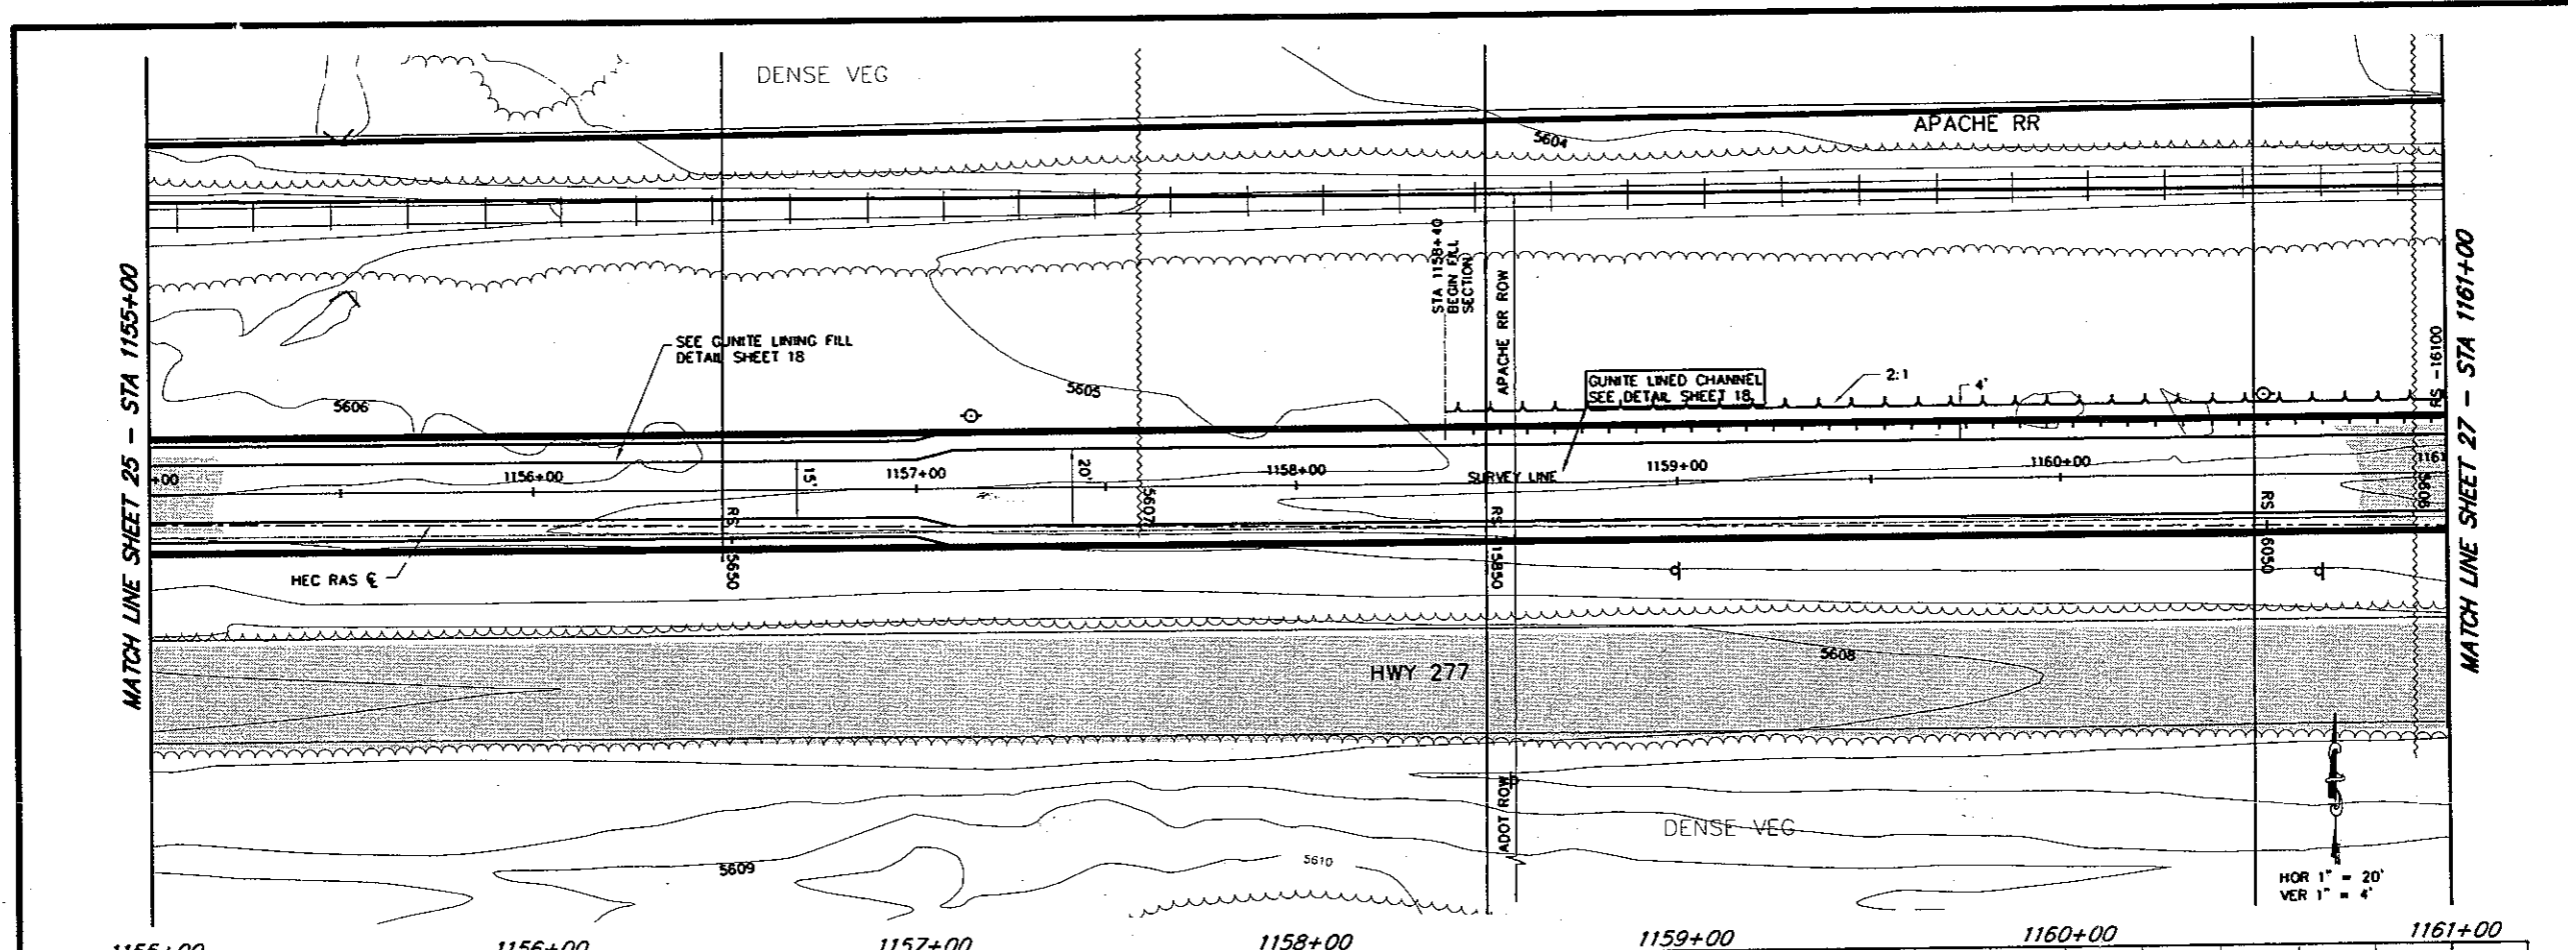 DENSE VEG
APACHE RR
5604
MATCH LINE SHEET 25 - STA 1155+00
STA 1158+40
BEGIN FILL
SECTION
APACHE RR ROW
MATCH LINE SHEET 27 - STA 1161+00
RS -16100
SEE GUNITE LINING FILL
DETAIL SHEET 18
5605
GUNITE LINED CHANNEL
SEE DETAIL SHEET 18
2:1
4'
5606
+00
1156+00
15'
1157+00
20'
1158+00
SURVEY LINE
1159+00
1160+00
1161
5606
5607
RS -15650
RS -15850
RS -16050
HEC RAS ℄
HWY 277
5608
ADOT ROW
DENSE VEG
5609
5610
HOR 1" = 20'
VER 1" = 4'
1155+00
1156+00
1157+00
1158+00
1159+00
1160+00
1161+00